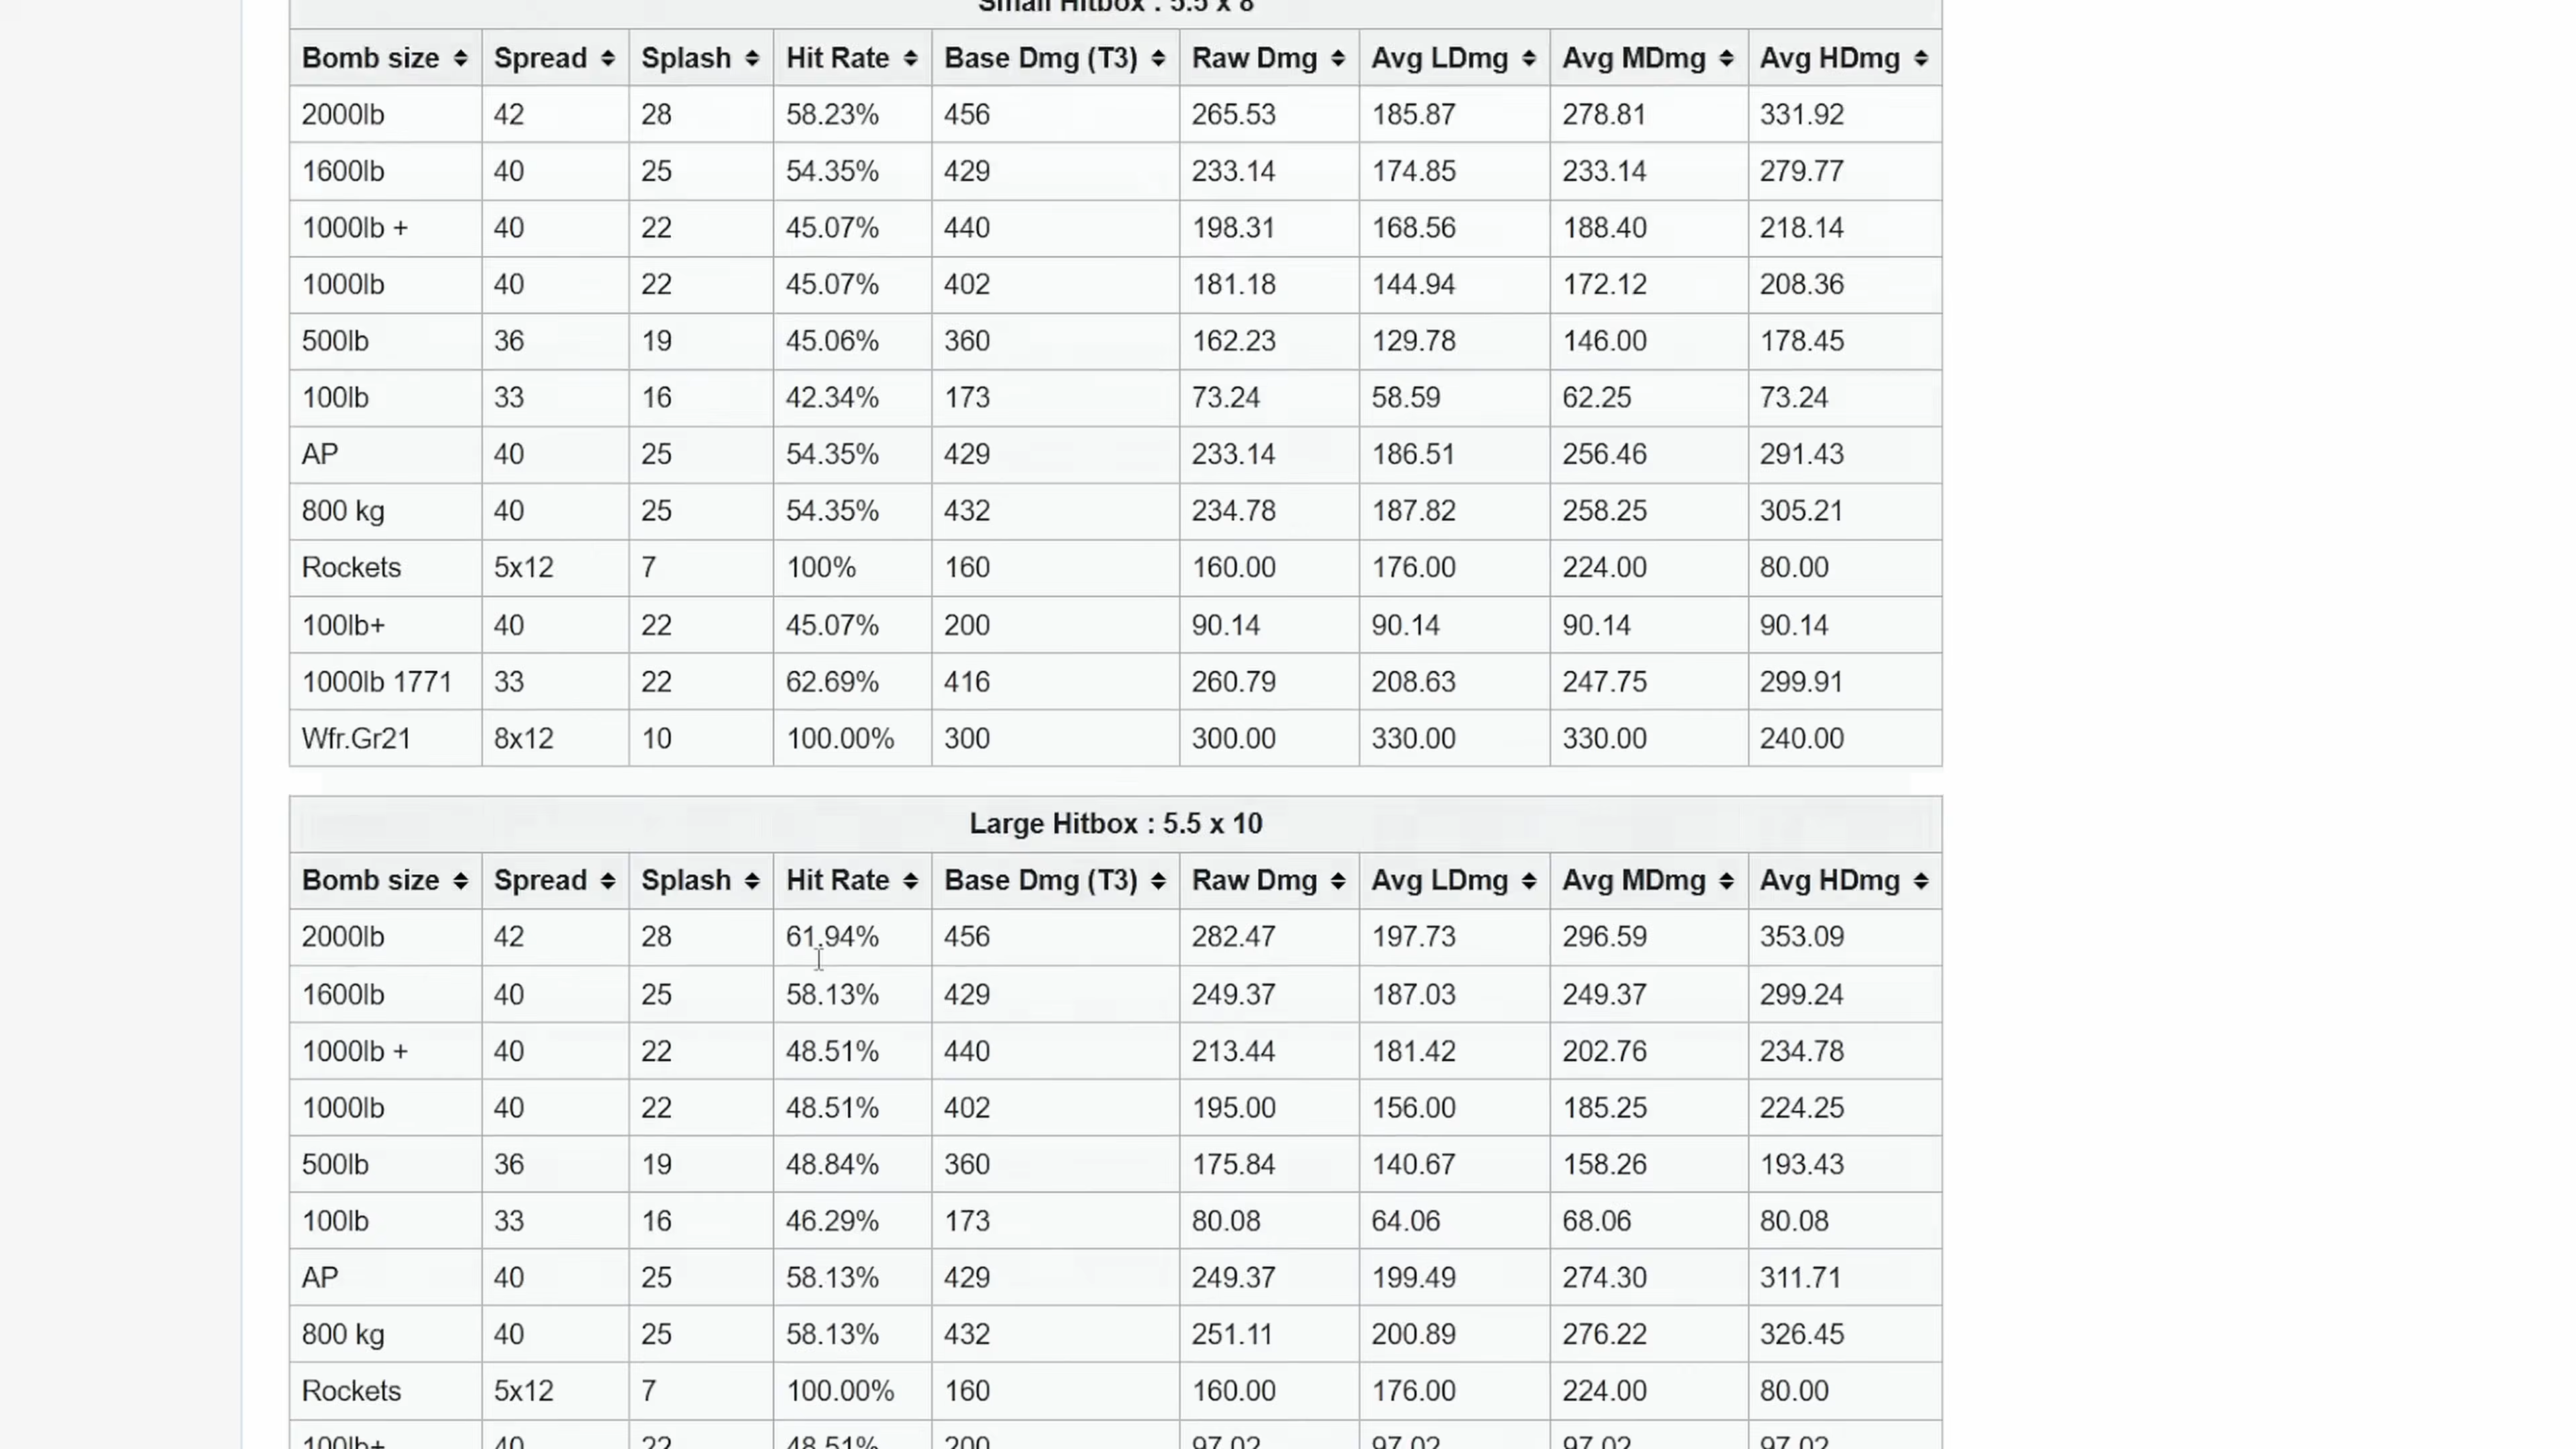 Small Hitbox : 5.5 x 8
Bomb size Spread Splash Hit Rate Base Dmg (T3) Raw Dmg Avg LDmg Avg MDmg Avg HDmg
2000lb 42 28 58.23% 456 265.53 185.87 278.81 331.92
1600lb 40 25 54.35% 429 233.14 174.85 233.14 279.77
1000lb + 40 22 45.07% 440 198.31 168.56 188.40 218.14
1000lb 40 22 45.07% 402 181.18 144.94 172.12 208.36
500lb 36 19 45.06% 360 162.23 129.78 146.00 178.45
100lb 33 16 42.34% 173 73.24 58.59 62.25 73.24
AP 40 25 54.35% 429 233.14 186.51 256.46 291.43
800 kg 40 25 54.35% 432 234.78 187.82 258.25 305.21
Rockets 5x12 7 100% 160 160.00 176.00 224.00 80.00
100lb+ 40 22 45.07% 200 90.14 90.14 90.14 90.14
1000lb 1771 33 22 62.69% 416 260.79 208.63 247.75 299.91
Wfr.Gr21 8x12 10 100.00% 300 300.00 330.00 330.00 240.00
Large Hitbox : 5.5 x 10
Bomb size Spread Splash Hit Rate Base Dmg (T3) Raw Dmg Avg LDmg Avg MDmg Avg HDmg
2000lb 42 28 61.94% 456 282.47 197.73 296.59 353.09
1600lb 40 25 58.13% 429 249.37 187.03 249.37 299.24
1000lb + 40 22 48.51% 440 213.44 181.42 202.76 234.78
1000lb 40 22 48.51% 402 195.00 156.00 185.25 224.25
500lb 36 19 48.84% 360 175.84 140.67 158.26 193.43
100lb 33 16 46.29% 173 80.08 64.06 68.06 80.08
AP 40 25 58.13% 429 249.37 199.49 274.30 311.71
800 kg 40 25 58.13% 432 251.11 200.89 276.22 326.45
Rockets 5x12 7 100.00% 160 160.00 176.00 224.00 80.00
100lb+ 40 22 48.51% 200 97.02 97.02 97.02 97.02